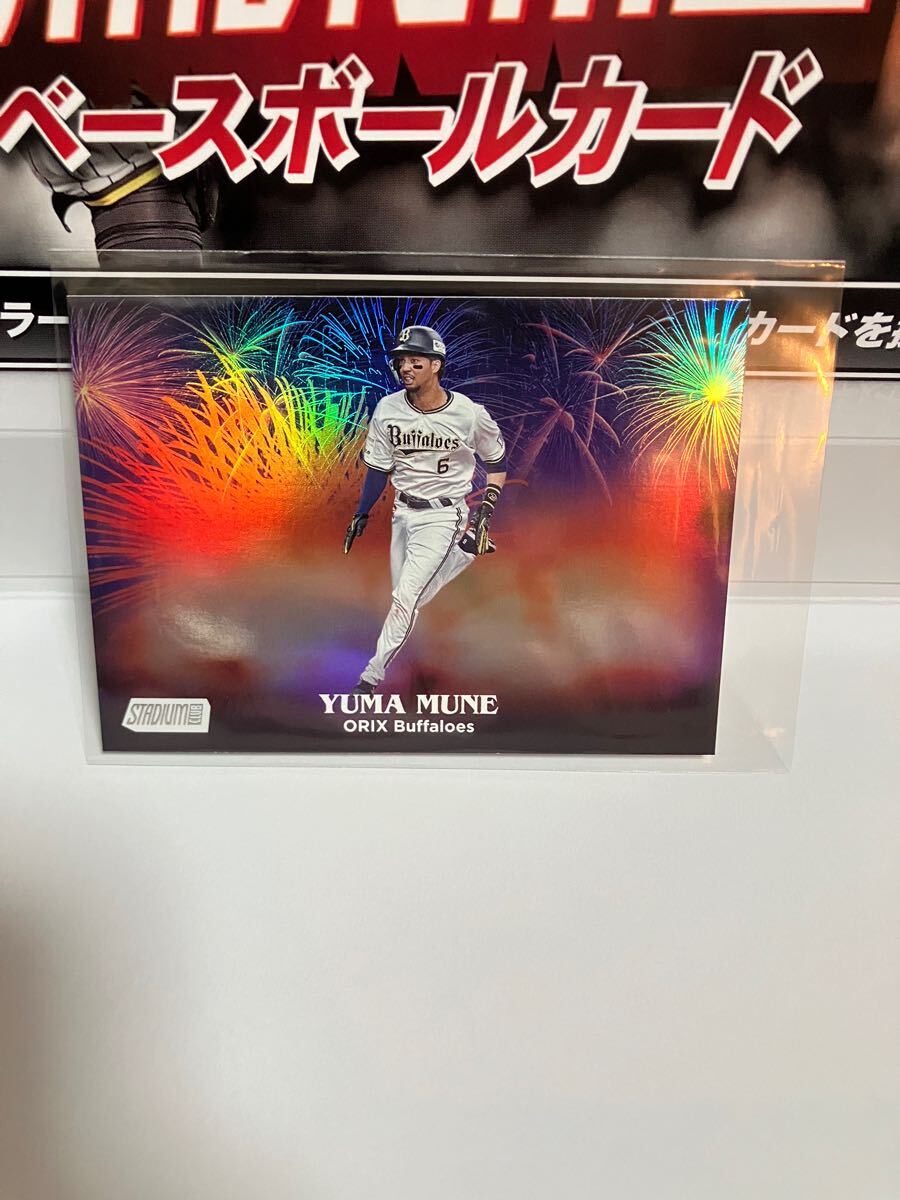 ベースボールカード
ラー
カードを
Buffaloes
6
YUMA MUNE
ORIX Buffaloes
STADIUM CLUB